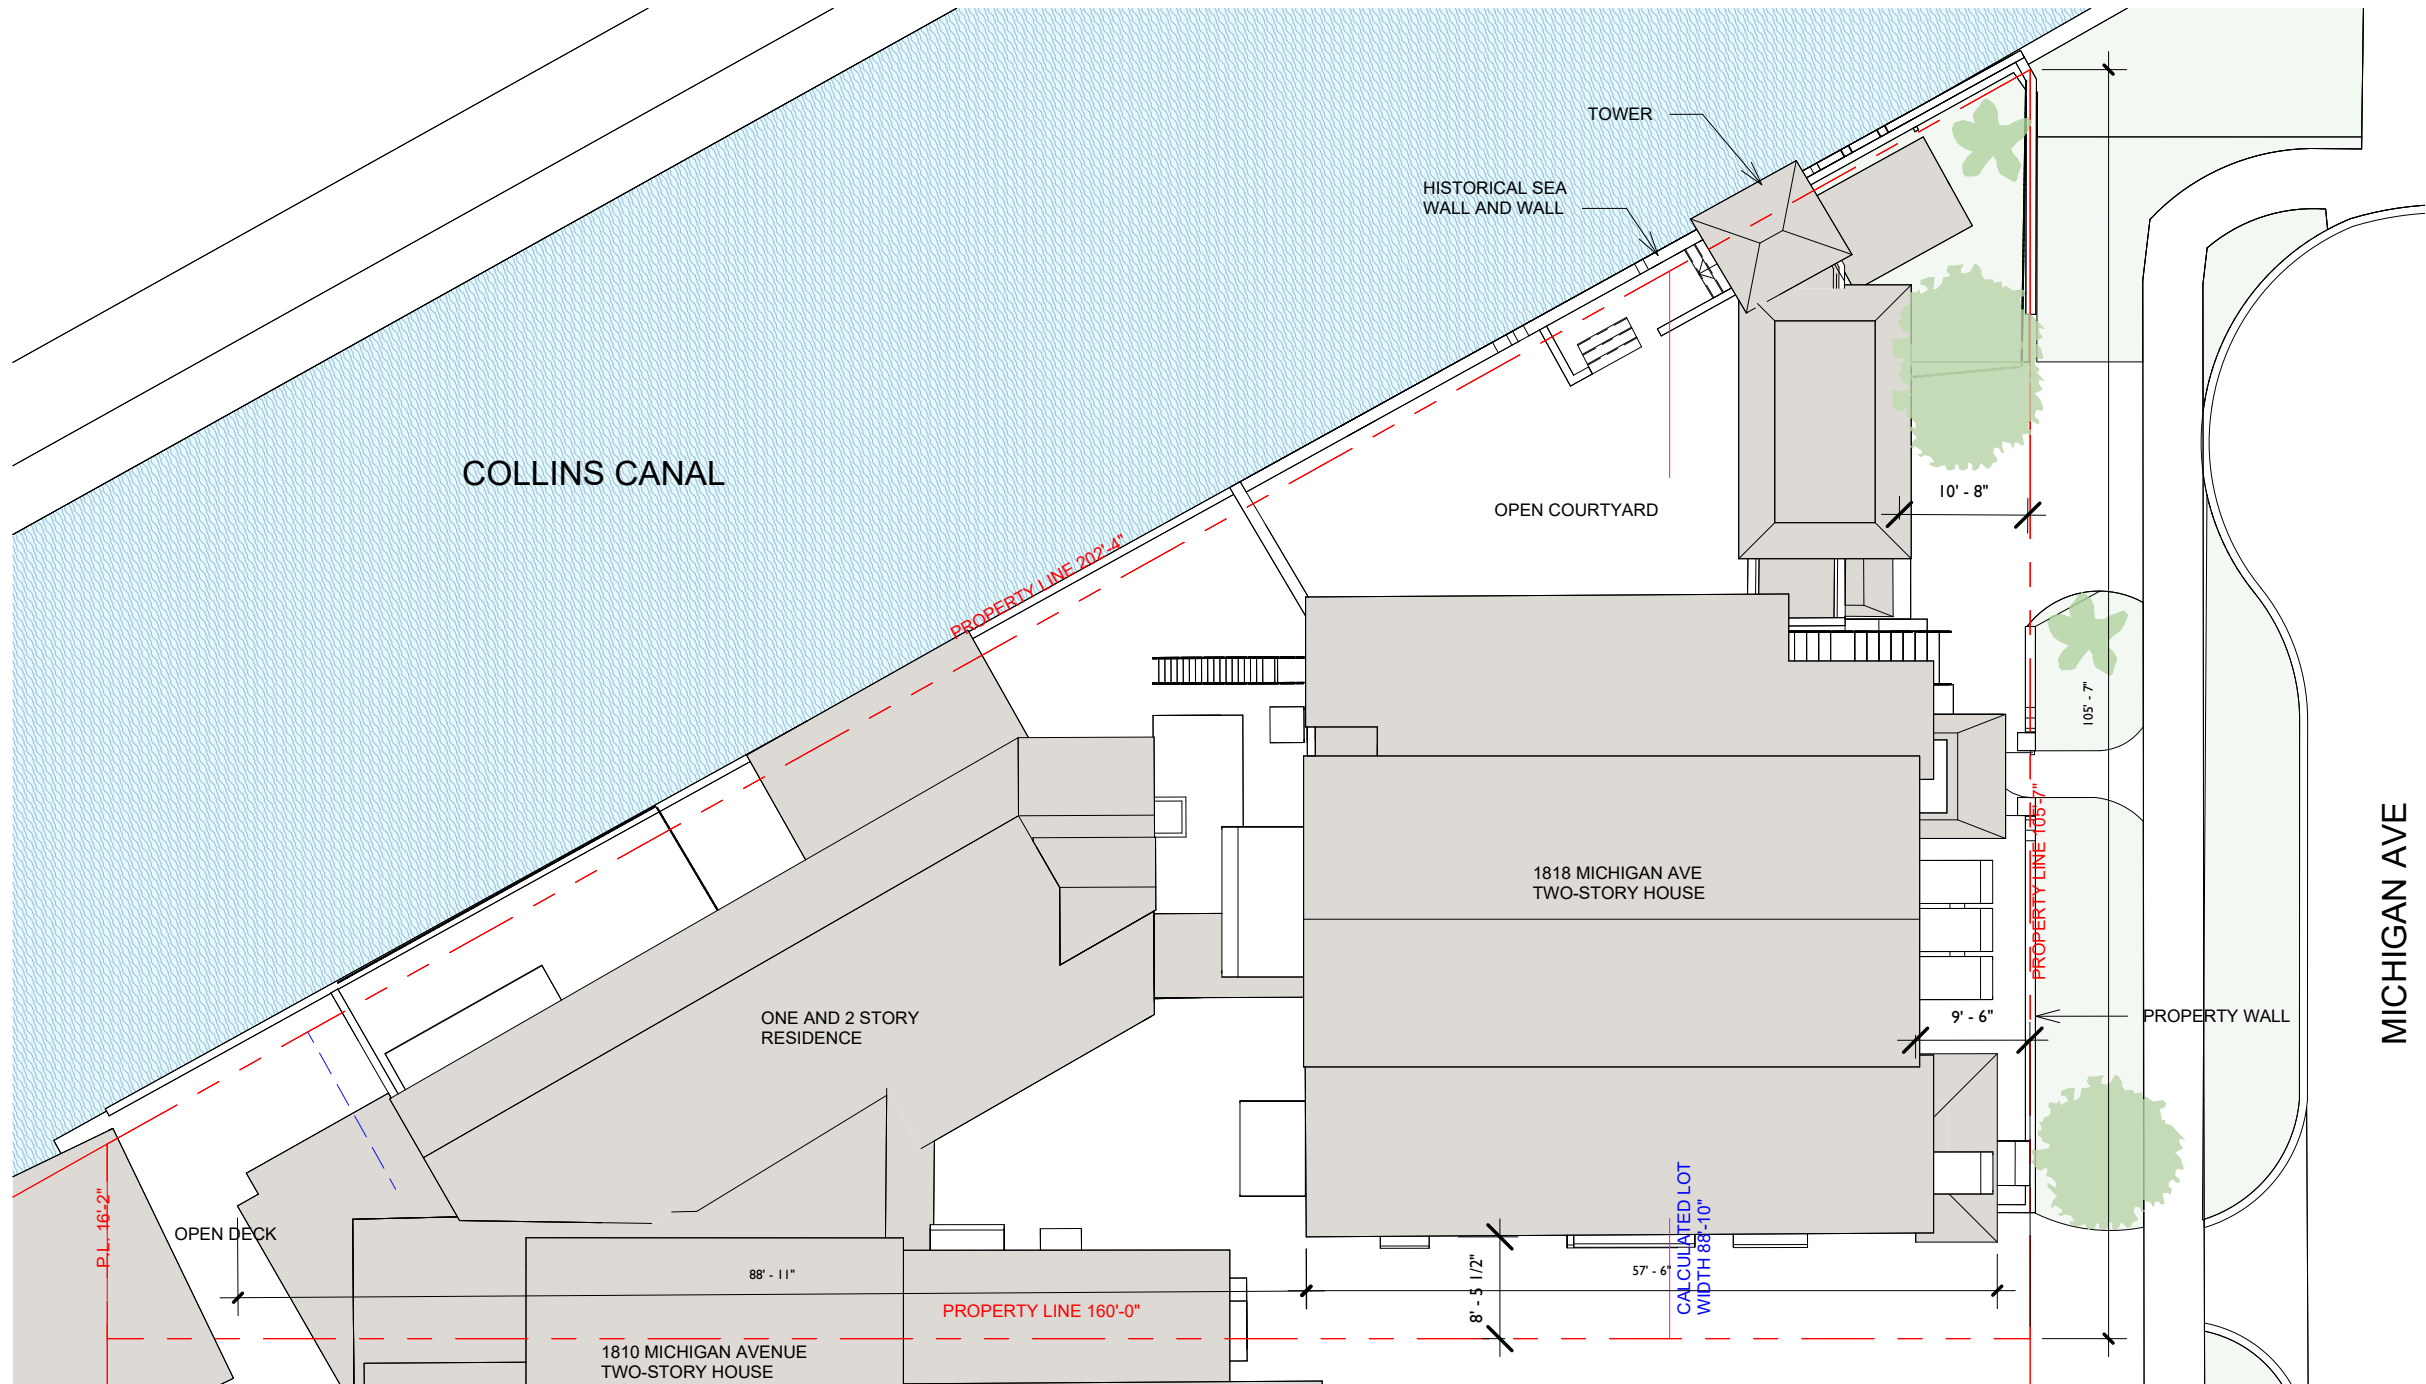 TOWER
HISTORICAL SEA
WALL AND WALL
COLLINS CANAL
OPEN COURTYARD
10' - 8"
PROPERTY LINE 202'-4"
105' - 7"
PROPERTY LINE 105'-7"
MICHIGAN AVE
1818 MICHIGAN AVE
TWO-STORY HOUSE
ONE AND 2 STORY
RESIDENCE
9' - 6"
PROPERTY WALL
P.L. 16'-2"
OPEN DECK
88' - 11"
PROPERTY LINE 160'-0"
8' - 5 1/2"
57' - 6"
CALCULATED LOT
WIDTH 88'-10"
1810 MICHIGAN AVENUE
TWO-STORY HOUSE